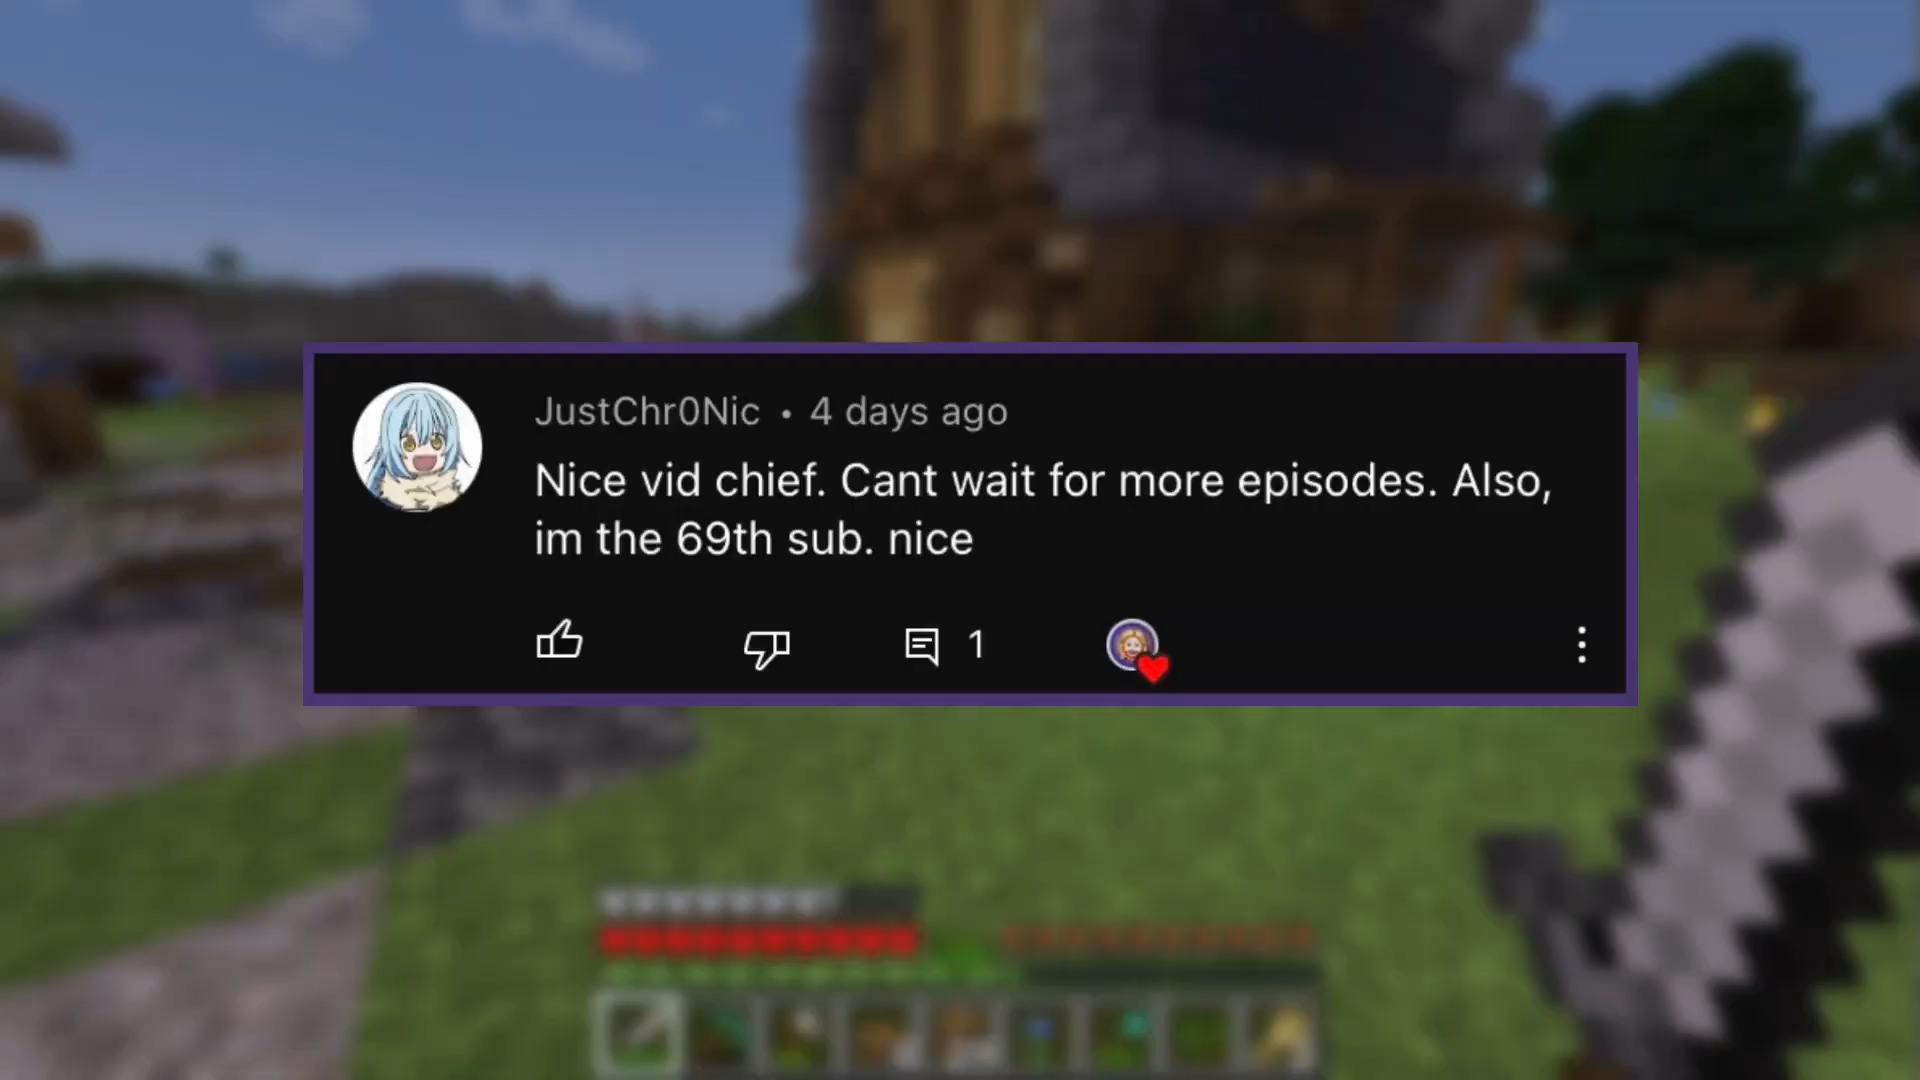 JustChr0Nic • 4 days ago
Nice vid chief. Cant wait for more episodes. Also,
im the 69th sub. nice
1